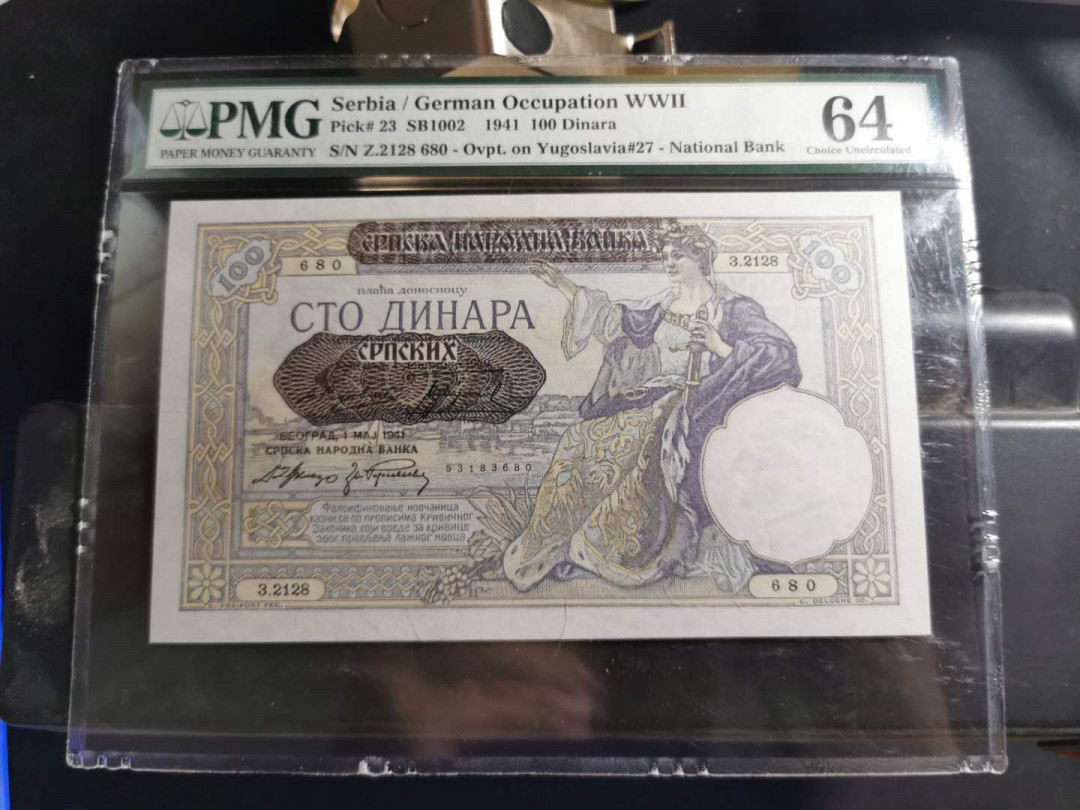 PMG
PAPER MONEY GUARANTY
Serbia / German Occupation WWII
Pick# 23 SB1002 1941 100 Dinara
S/N Z.2128 680 - Ovpt. on Yugoslavia#27 - National Bank
64
Choice Uncirculated
СРПСКА НАРОДНА БАНКА
100
680
3.2128
100
плаћа доносиоцу
СТО ДИНАРА
СРПСКИХ
БЕОГРАД, 1 МАЈ 1941
СРПСКА НАРОДНА БАНКА
53183680
Фалсификовање новчаница
казни се по прописима Кривичног
Законика који вреде за кривице
због прављења лажног новца
3.2128
680
C. DELOCHE SC.